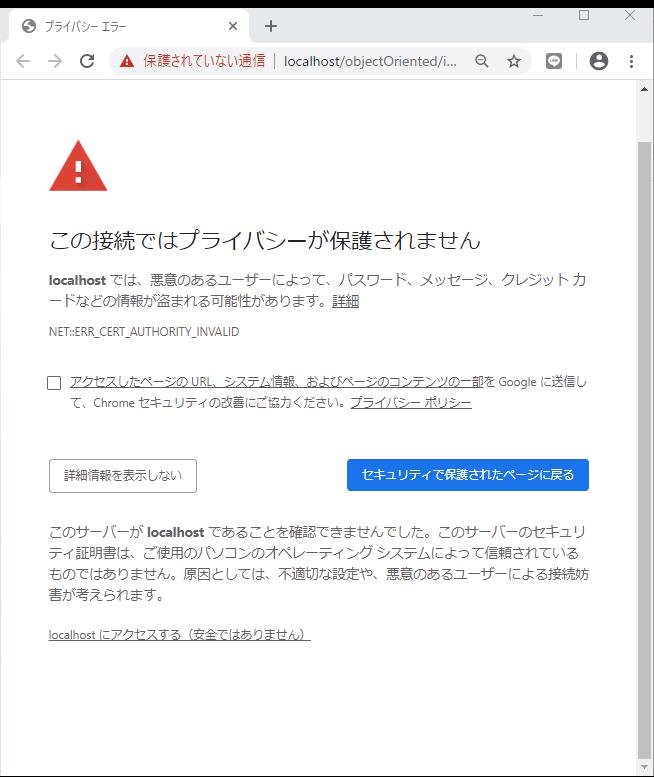 プライバシー エラー
保護されていない通信 | localhost/objectOriented/i...
この接続ではプライバシーが保護されません
localhost では、悪意のあるユーザーによって、パスワード、メッセージ、クレジット カ
ードなどの情報が盗まれる可能性があります。詳細
NET::ERR_CERT_AUTHORITY_INVALID
アクセスしたページの URL、システム情報、およびページのコンテンツの一部を Google に送信し
て、Chrome セキュリティの改善にご協力ください。プライバシー ポリシー
詳細情報を表示しない
セキュリティで保護されたページに戻る
このサーバーが localhost であることを確認できませんでした。このサーバーのセキュリ
ティ証明書は、ご使用のパソコンのオペレーティング システムによって信頼されている
ものではありません。原因としては、不適切な設定や、悪意のあるユーザーによる接続妨
害が考えられます。
localhost にアクセスする（安全ではありません）